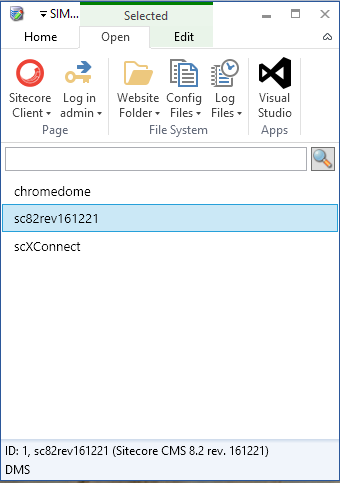 SIM... Selected
Home Open Edit
Sitecore Client
Log in admin
Website Folder
Config Files
Log Files
Visual Studio
Page File System Apps
chromedome
sc82rev161221
scXConnect
ID: 1, sc82rev161221 (Sitecore CMS 8.2 rev. 161221)
DMS